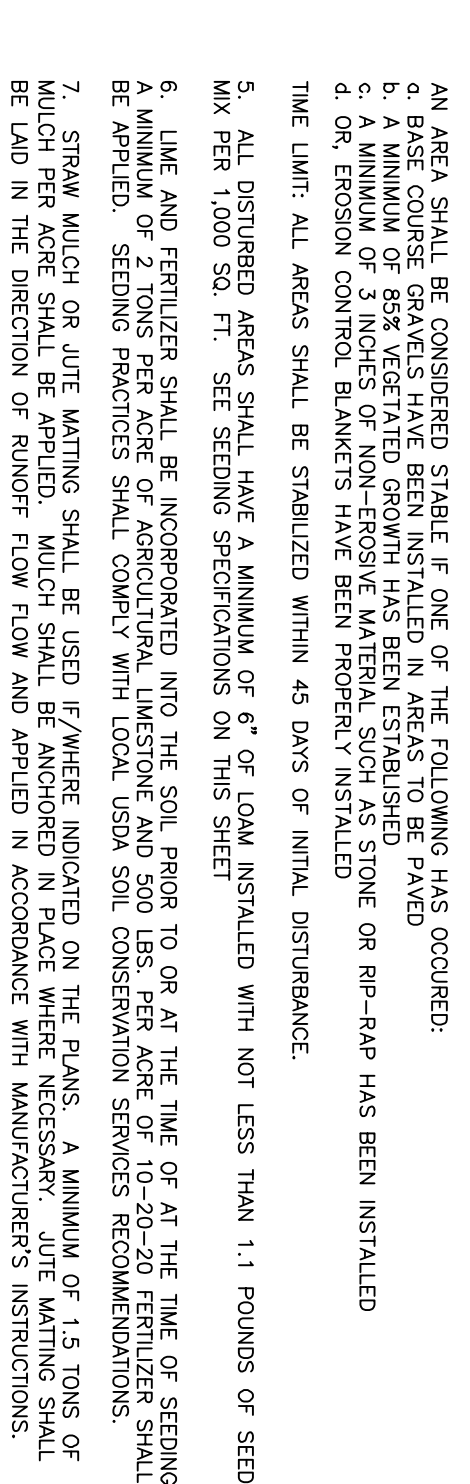 AN AREA SHALL BE CONSIDERED STABLE IF ONE OF THE FOLLOWING HAS OCCURED:
a. BASE COURSE GRAVELS HAVE BEEN INSTALLED IN AREAS TO BE PAVED
b. A MINIMUM OF 85% VEGETATED GROWTH HAS BEEN ESTABLISHED
c. A MINIMUM OF 3 INCHES OF NON-EROSIVE MATERIAL SUCH AS STONE OR RIP-RAP HAS BEEN INSTALLED
d. OR, EROSION CONTROL BLANKETS HAVE BEEN PROPERLY INSTALLED
TIME LIMIT: ALL AREAS SHALL BE STABILIZED WITHIN 45 DAYS OF INITIAL DISTURBANCE.
5. ALL DISTURBED AREAS SHALL HAVE A MINIMUM OF 6" OF LOAM INSTALLED WITH NOT LESS THAN 1.1 POUNDS OF SEED
MIX PER 1,000 SQ. FT. SEE SEEDING SPECIFICATIONS ON THIS SHEET
6. LIME AND FERTILIZER SHALL BE INCORPORATED INTO THE SOIL PRIOR TO OR AT THE TIME OF AT THE TIME OF SEEDING
A MINIMUM OF 2 TONS PER ACRE OF AGRICULTURAL LIMESTONE AND 500 LBS. PER ACRE OF 10-20-20 FERTILIZER SHALL
BE APPLIED. SEEDING PRACTICES SHALL COMPLY WITH LOCAL USDA SOIL CONSERVATION SERVICES RECOMMENDATIONS.
7. STRAW MULCH OR JUTE MATTING SHALL BE USED IF/WHERE INDICATED ON THE PLANS. A MINIMUM OF 1.5 TONS OF
MULCH PER ACRE SHALL BE APPLIED. MULCH SHALL BE ANCHORED IN PLACE WHERE NECESSARY. JUTE MATTING SHALL
BE LAID IN THE DIRECTION OF RUNOFF FLOW FLOW AND APPLIED IN ACCORDANCE WITH MANUFACTURER'S INSTRUCTIONS.